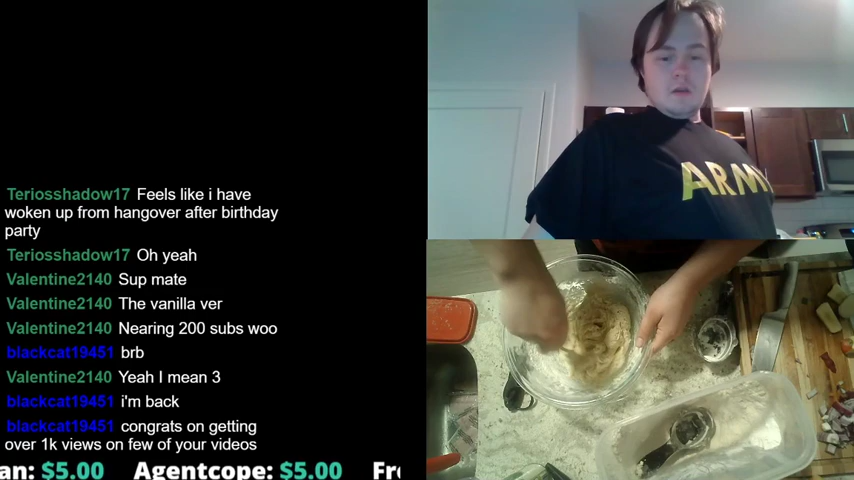 Teriosshadow17 Feels like i have
woken up from hangover after birthday
party
Teriosshadow17 Oh yeah
Valentine2140 Sup mate
Valentine2140 The vanilla ver
Valentine2140 Nearing 200 subs woo
blackcat19451 brb
Valentine2140 Yeah I mean 3
blackcat19451 i'm back
blackcat19451 congrats on getting
over 1k views on few of your videos
ARMY
an: $5.00 Agentcope: $5.00 Fr